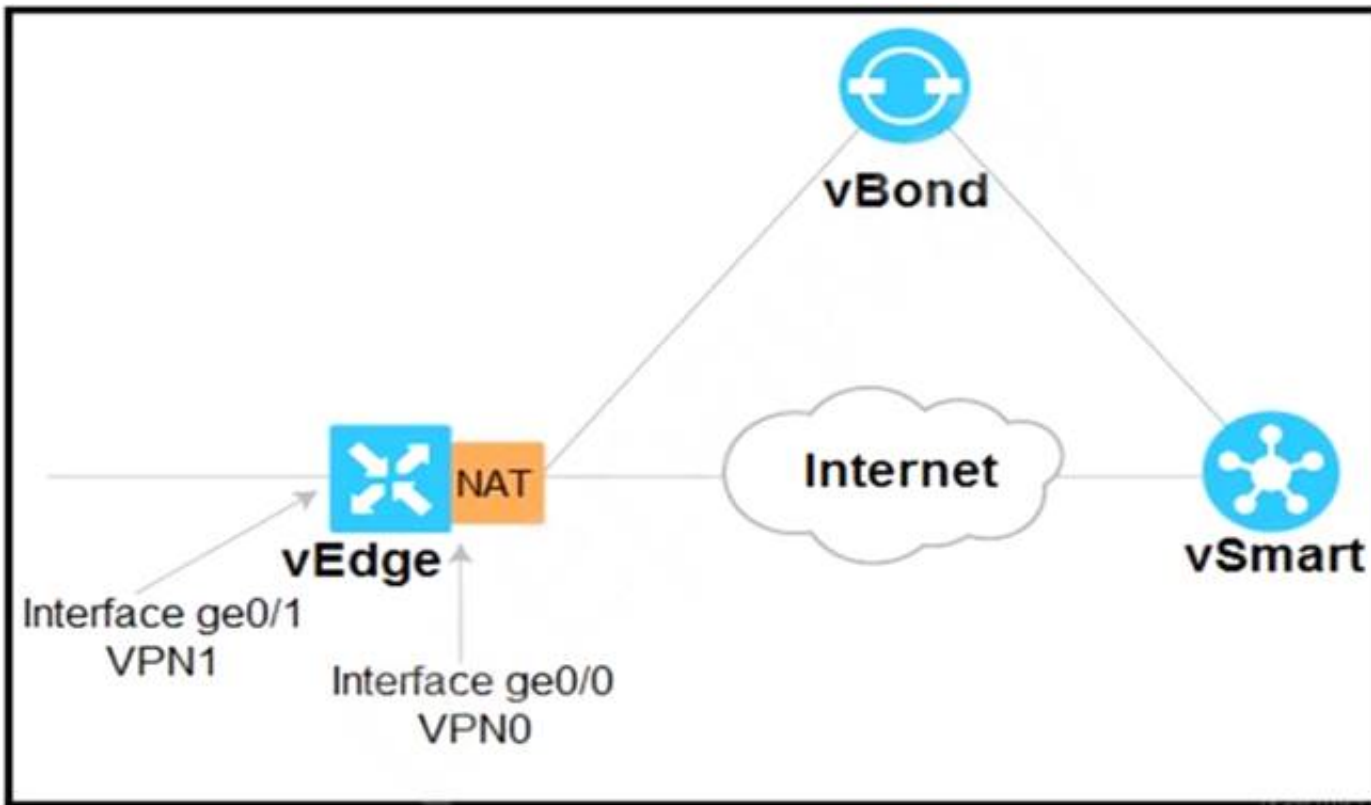 vBond
Internet
NAT
vEdge
vSmart
Interface ge0/1
VPN1
Interface ge0/0
VPN0